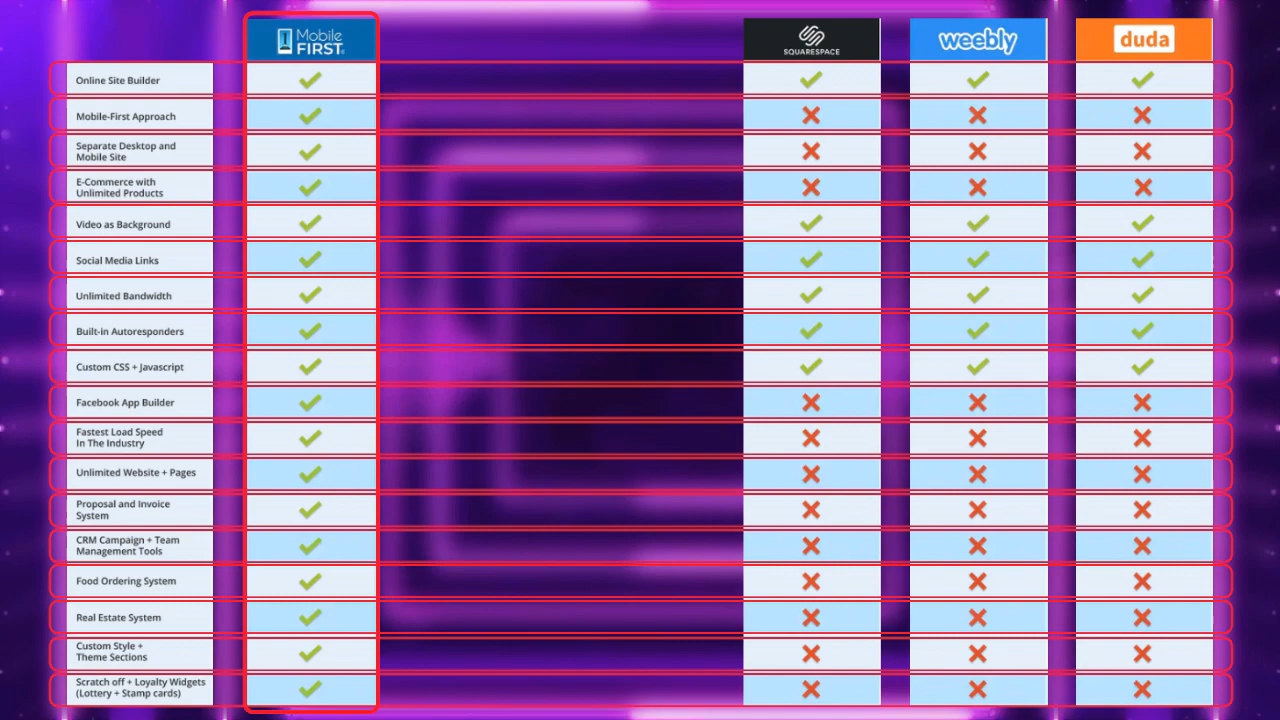 Mobile
FIRST
SQUARESPACE
weebly
duda
Online Site Builder
Mobile-First Approach
Separate Desktop and
Mobile Site
E-Commerce with
Unlimited Products
Video as Background
Social Media Links
Unlimited Bandwidth
Built-in Autoresponders
Custom CSS + Javascript
Facebook App Builder
Fastest Load Speed
In The Industry
Unlimited Website + Pages
Proposal and Invoice
System
CRM Campaign + Team
Management Tools
Food Ordering System
Real Estate System
Custom Style +
Theme Sections
Scratch off + Loyalty Widgets
(Lottery + Stamp cards)